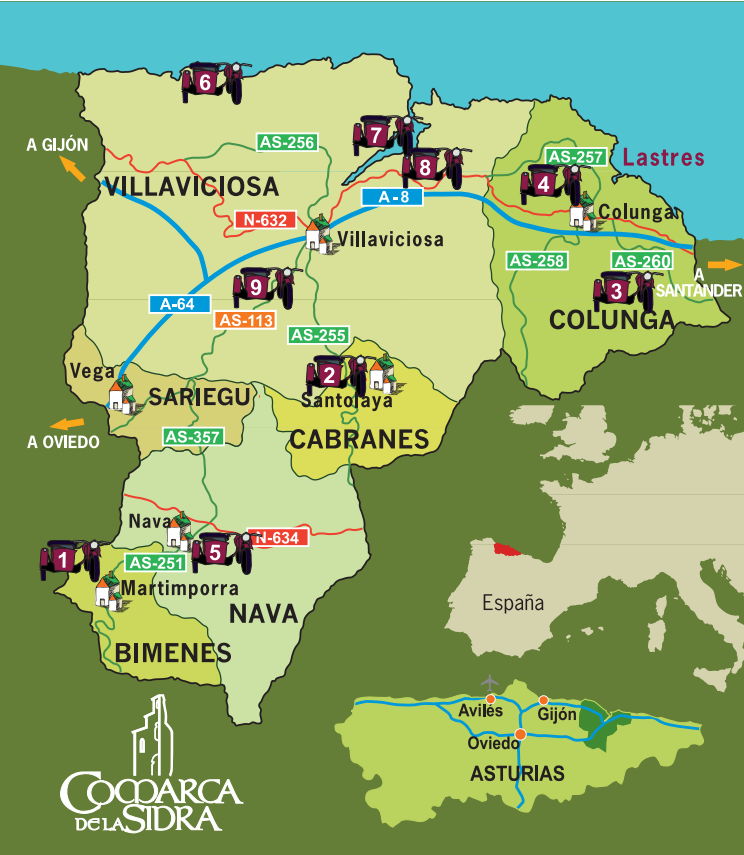 6
A GIJÓN
AS-256
7
AS-257
Lastres
VILLAVICIOSA
8
4
A-8
N-632
Colunga
Villaviciosa
AS-258
AS-260
9
3
A
SANTANDER
A-64
AS-113
COLUNGA
AS-255
Vega
2
SARIEGU
Santolaya
A OVIEDO
AS-357
CABRANES
Nava
N-634
1
5
AS-251
Martimporra
España
NAVA
BIMENES
Avilés
Gijón
Oviedo
ASTURIAS
COMARCA
DE LA SIDRA